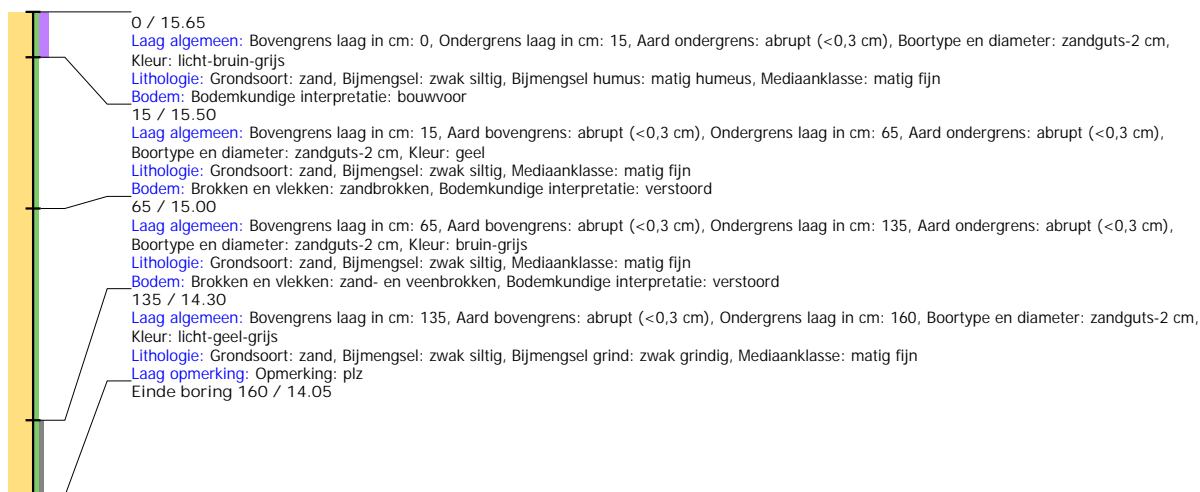 0 / 15.65
Laag algemeen: Bovengrens laag in cm: 0, Ondergrens laag in cm: 15, Aard ondergrens: abrupt (<0,3 cm), Boortype en diameter: zandguts-2 cm,
Kleur: licht-bruin-grijs
Lithologie: Grondsoort: zand, Bijmengsel: zwak siltig, Bijmengsel humus: matig humeus, Mediaanklasse: matig fijn
Bodem: Bodemkundige interpretatie: bouwvoor
15 / 15.50
Laag algemeen: Bovengrens laag in cm: 15, Aard bovengrens: abrupt (<0,3 cm), Ondergrens laag in cm: 65, Aard ondergrens: abrupt (<0,3 cm),
Boortype en diameter: zandguts-2 cm, Kleur: geel
Lithologie: Grondsoort: zand, Bijmengsel: zwak siltig, Mediaanklasse: matig fijn
Bodem: Brokken en vlekken: zandbrokken, Bodemkundige interpretatie: verstoord
65 / 15.00
Laag algemeen: Bovengrens laag in cm: 65, Aard bovengrens: abrupt (<0,3 cm), Ondergrens laag in cm: 135, Aard ondergrens: abrupt (<0,3 cm),
Boortype en diameter: zandguts-2 cm, Kleur: bruin-grijs
Lithologie: Grondsoort: zand, Bijmengsel: zwak siltig, Mediaanklasse: matig fijn
Bodem: Brokken en vlekken: zand- en veenbrokken, Bodemkundige interpretatie: verstoord
135 / 14.30
Laag algemeen: Bovengrens laag in cm: 135, Aard bovengrens: abrupt (<0,3 cm), Ondergrens laag in cm: 160, Boortype en diameter: zandguts-2 cm,
Kleur: licht-geel-grijs
Lithologie: Grondsoort: zand, Bijmengsel: zwak siltig, Bijmengsel grind: zwak grindig, Mediaanklasse: matig fijn
Laag opmerking: Opmerking: plz
Einde boring 160 / 14.05